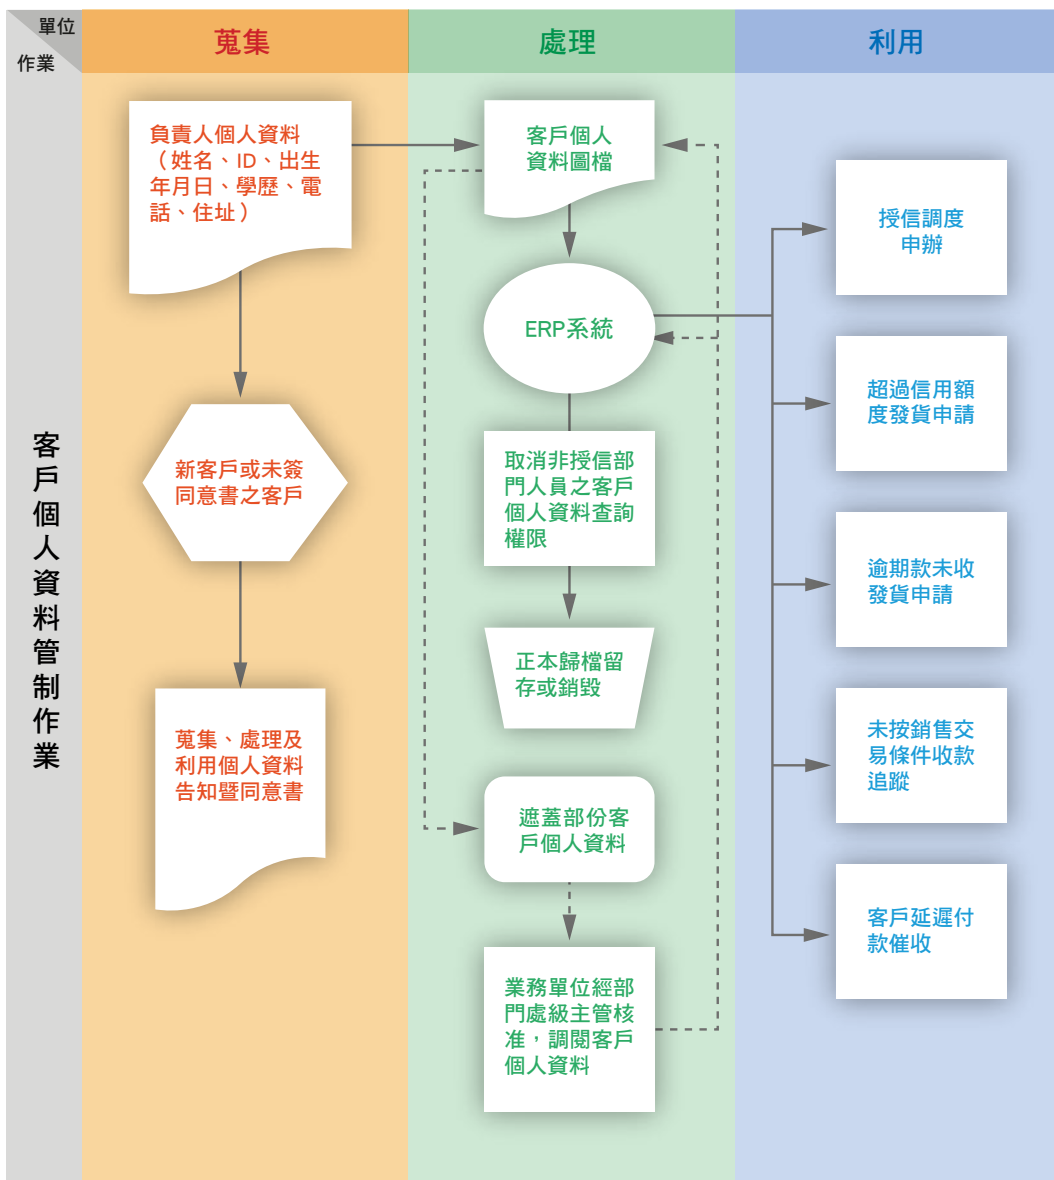 單位
作業
蒐集
處理
利用
客戶個人資料管制作業
負責人個人資料
（姓名、ID、出生
年月日、學歷、電
話、住址）
新客戶或未簽
同意書之客戶
蒐集、處理及
利用個人資料
告知暨同意書
客戶個人
資料圖檔
ERP系統
取消非授信部
門人員之客戶
個人資料查詢
權限
正本歸檔留
存或銷毀
遮蓋部份客
戶個人資料
業務單位經部
門處級主管核
准，調閱客戶
個人資料
授信調度
申辦
超過信用額
度發貨申請
逾期款未收
發貨申請
未按銷售交
易條件收款
追蹤
客戶延遲付
款催收